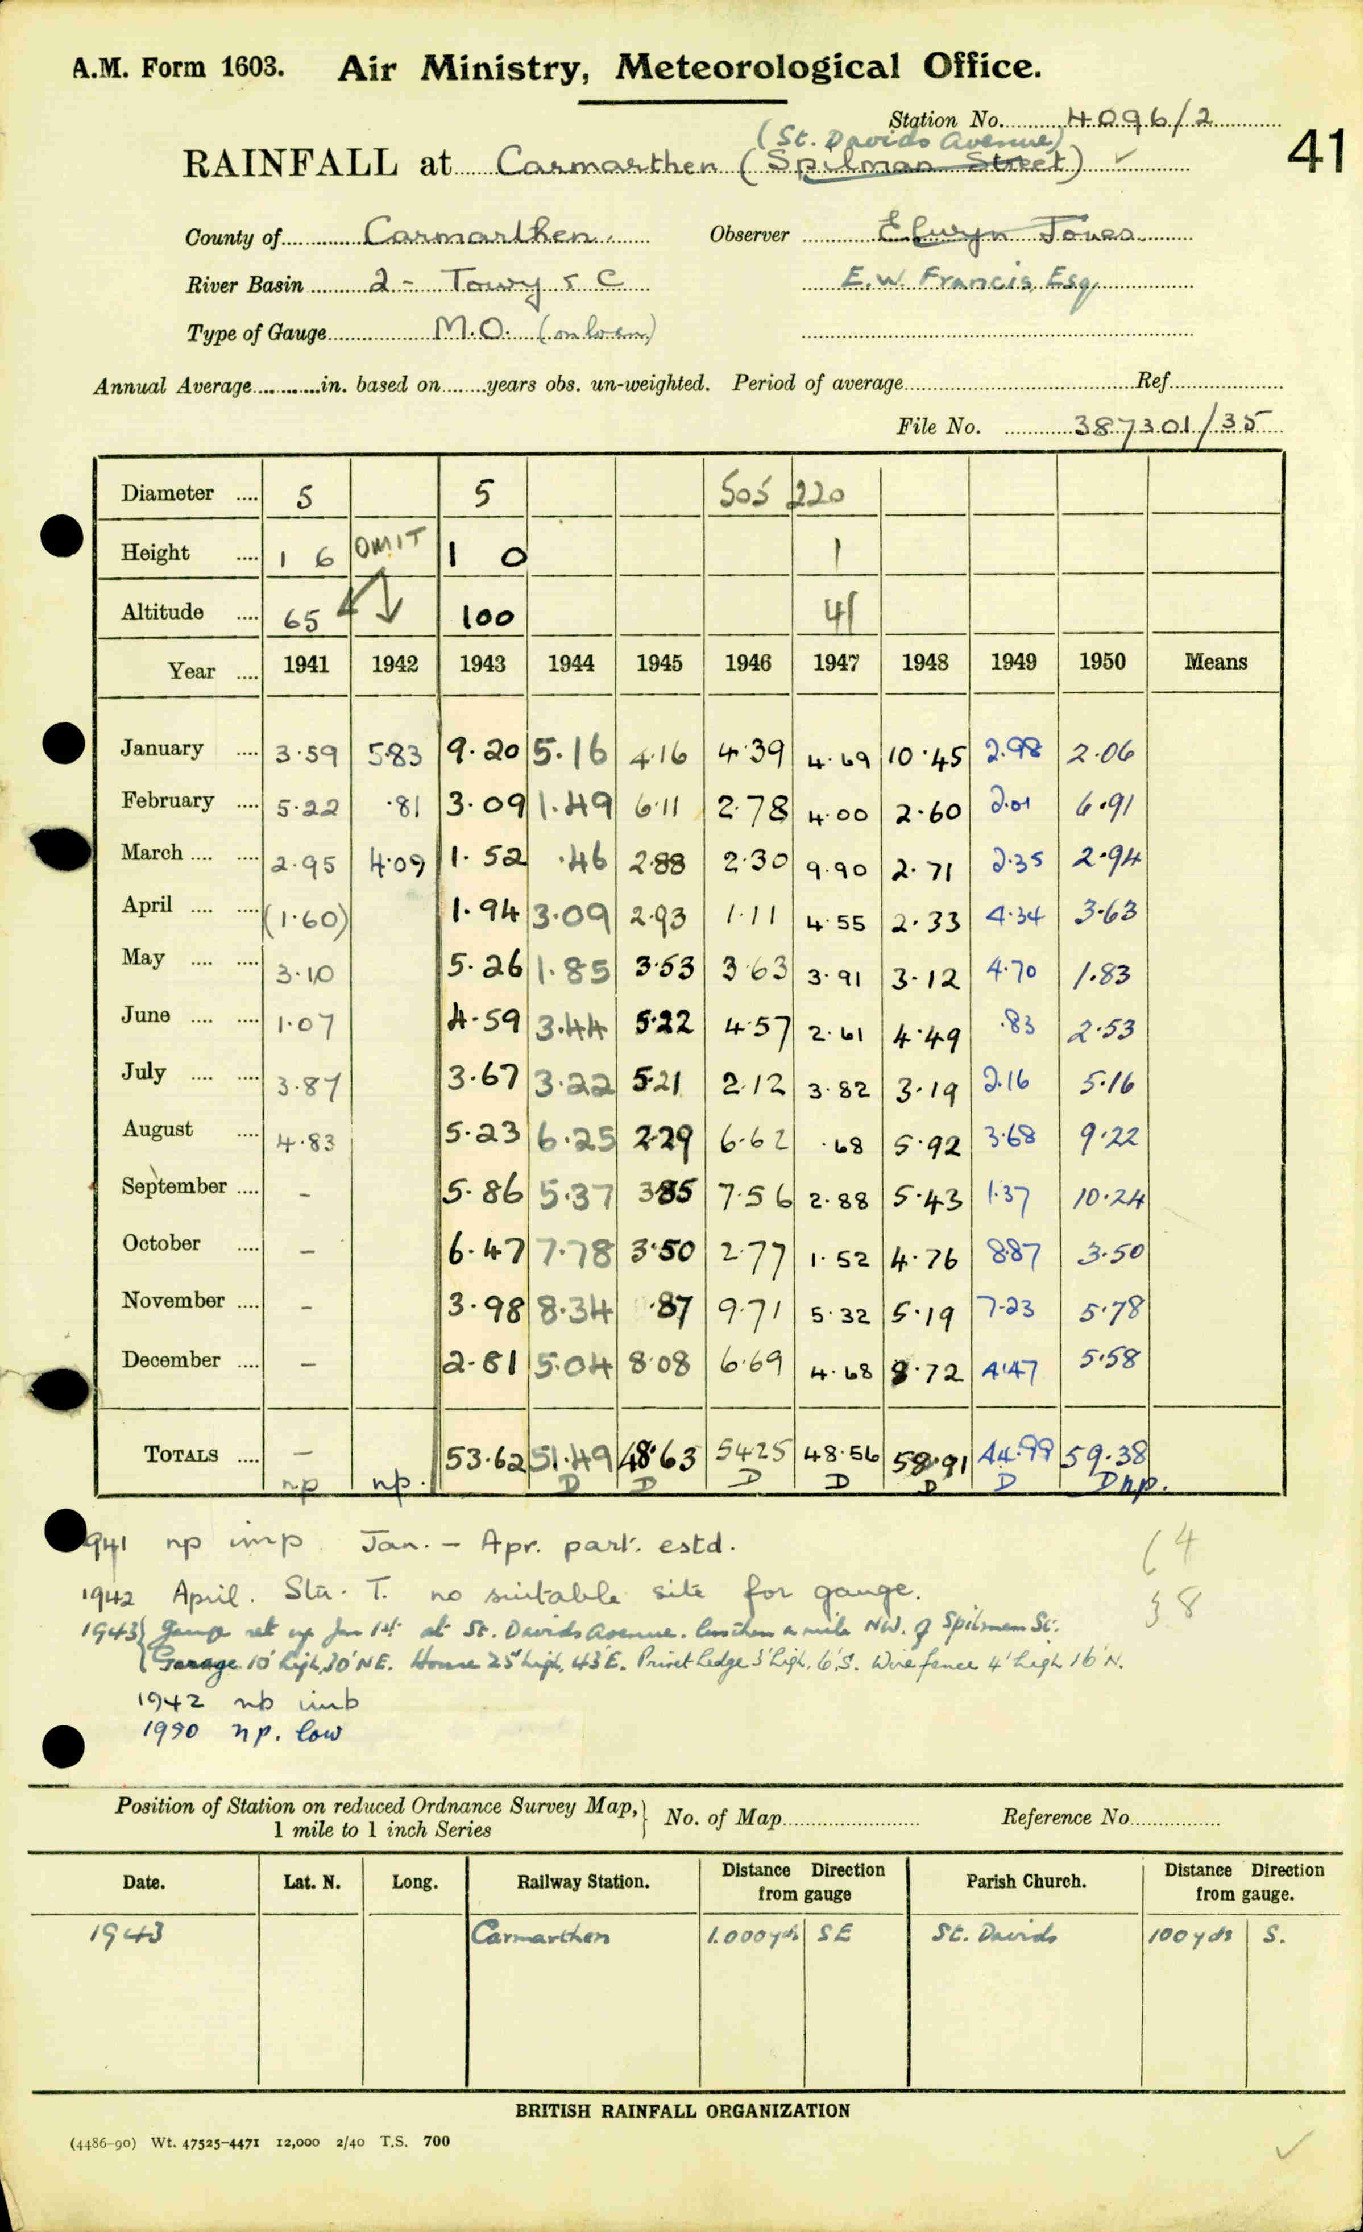 A.M. Form 1603. Air Ministry, Meteorological Office.
Station No. 4096/2
(St. Davids Avenue)
41
RAINFALL at Carmarthen (Spilman Street) ✓
County of Carmarthen. Observer Elwyn Jones
River Basin 2 - Towy & C E.W. Francis, Esq.
Type of Gauge M.O. (on loan)
Annual Average in. based on years obs. un-weighted. Period of average Ref.
File No. 387301/35
Diameter 5 5 505 220
Height 1 6 OMIT 1 0 1
Altitude 65 100 41
Year 1941 1942 1943 1944 1945 1946 1947 1948 1949 1950 Means
January 3.59 5.83 9.20 5.16 4.16 4.39 4.69 10.45 2.98 2.06
February 5.22 .81 3.09 1.49 6.11 2.78 4.00 2.60 2.01 6.91
March 2.95 4.09 1.52 .46 2.88 2.30 9.90 2.71 2.35 2.94
April (1.60) 1.94 3.09 2.93 1.11 4.55 2.33 4.34 3.63
May 3.10 5.26 1.85 3.53 3.63 3.91 3.12 4.70 1.83
June 1.07 4.59 3.44 5.22 4.57 2.61 4.49 .83 2.53
July 3.87 3.67 3.22 5.21 2.12 3.82 3.19 2.16 5.16
August 4.83 5.23 6.25 2.29 6.62 .68 5.92 3.68 9.22
September - 5.86 5.37 3.85 7.56 2.88 5.43 1.37 10.24
October - 6.47 7.78 3.50 2.77 1.52 4.76 8.87 3.50
November - 3.98 8.34 .87 9.71 5.32 5.19 7.23 5.78
December - 2.81 5.04 8.08 6.69 4.68 8.72 4.47 5.58
TOTALS - 53.62 51.49 48.63 54.25 48.56 58.91 44.99 59.38
np np. D D D D D D D np.
1941 np imp Jan. - Apr. part. estd.
64
1942 April. Stn. T. no suitable site for gauge.
38
1943 { Gauge set up Jan 1st at St. Davids Avenue. less than a mile NW. of Spilman St.
Garage 10' high, 30' NE. House 25' high, 43' E. Privet hedge 3' high, 6' S. Wire fence 4' high 16' N.
1942 np imp
1950 np. low
Position of Station on reduced Ordnance Survey Map, } No. of Map Reference No.
1 mile to 1 inch Series
Date. Lat. N. Long. Railway Station. Distance from gauge Direction Parish Church. Distance from gauge. Direction
1943 Carmarthen 1.000 yds SE St. Davids 100 yds S.
BRITISH RAINFALL ORGANIZATION
(4486-90) Wt. 47525-4471 12,000 2/40 T.S. 700
✓